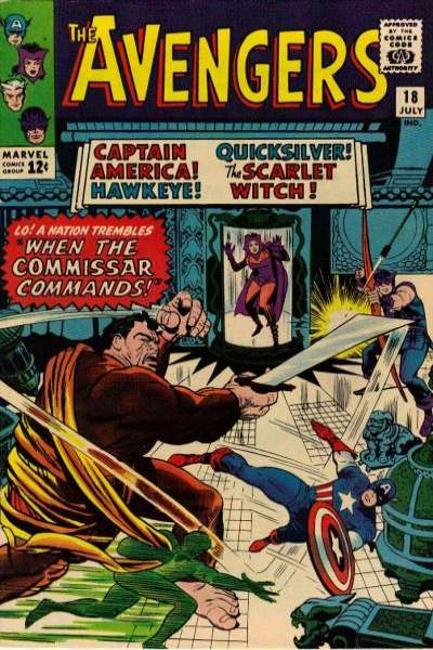 THE AVENGERS
APPROVED
BY THE
COMICS
CODE
AUTHORITY
18
JULY
IND.
MARVEL
COMICS
GROUP
12¢
CAPTAIN
AMERICA!
HAWKEYE!
QUICKSILVER!
The SCARLET
WITCH!
LO! A NATION TREMBLES
"WHEN THE
COMMISSAR
COMMANDS!"